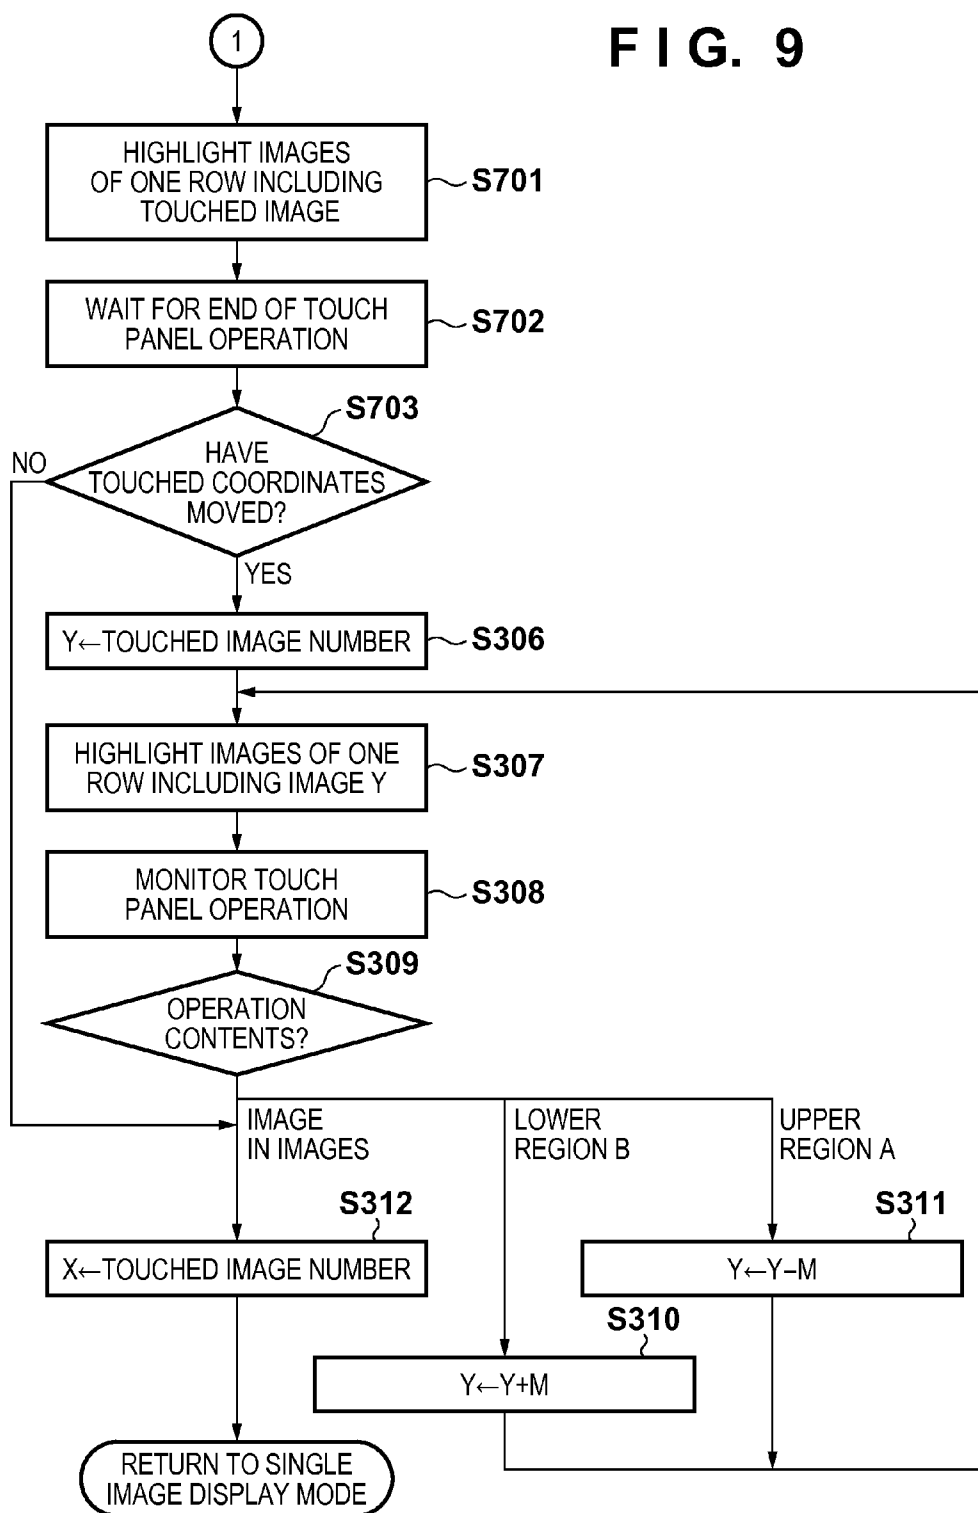 1
F I G. 9
HIGHLIGHT IMAGES
OF ONE ROW INCLUDING
TOUCHED IMAGE
S701
WAIT FOR END OF TOUCH
PANEL OPERATION
S702
S703
HAVE
TOUCHED COORDINATES
MOVED?
NO
YES
Y←TOUCHED IMAGE NUMBER
S306
HIGHLIGHT IMAGES OF ONE
ROW INCLUDING IMAGE Y
S307
MONITOR TOUCH
PANEL OPERATION
S308
S309
OPERATION
CONTENTS?
IMAGE
IN IMAGES
LOWER
REGION B
UPPER
REGION A
S312
X←TOUCHED IMAGE NUMBER
S311
Y←Y−M
S310
Y←Y+M
RETURN TO SINGLE
IMAGE DISPLAY MODE